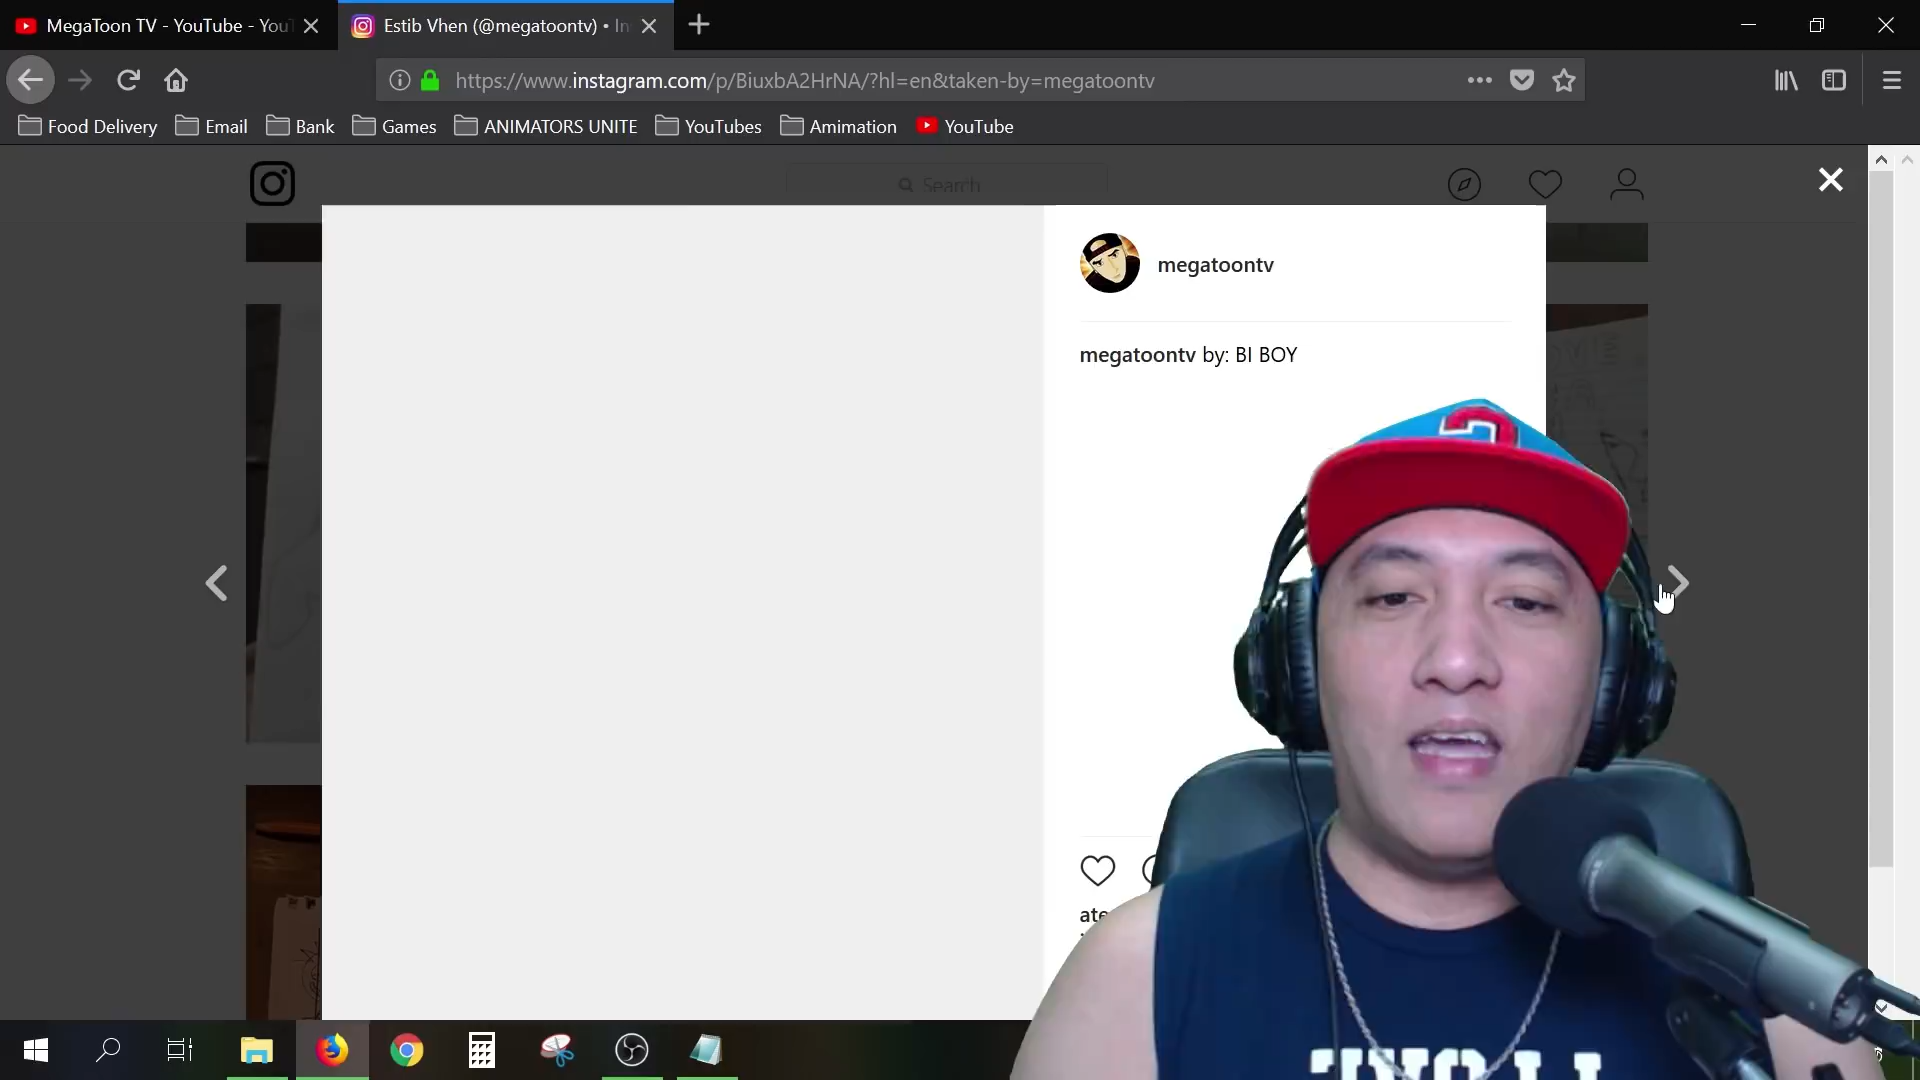 MegaToon TV - YouTube - You
Estib Vhen (@megatoontv) • In
https://www.instagram.com/p/BiuxbA2HrNA/?hl=en&taken-by=megatoontv
Food Delivery
Email
Bank
Games
ANIMATORS UNITE
YouTubes
Amimation
YouTube
Search
megatoontv
megatoontv by: BI BOY
ate